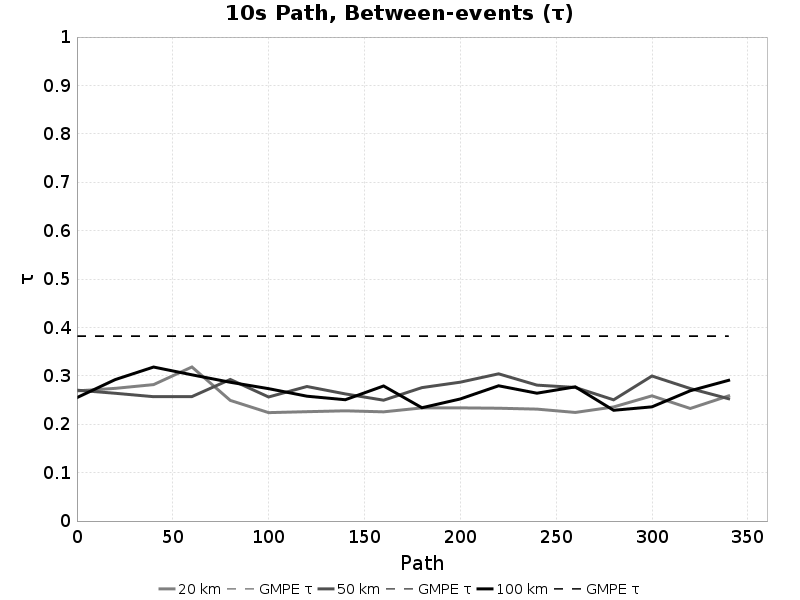 10s Path, Between-events (τ)
1
0.9
0.8
0.7
0.6
0.5
0.4
0.3
0.2
0.1
0
τ
0 50 100 150 200 250 300 350
Path
20 km GMPE τ 50 km GMPE τ 100 km GMPE τ